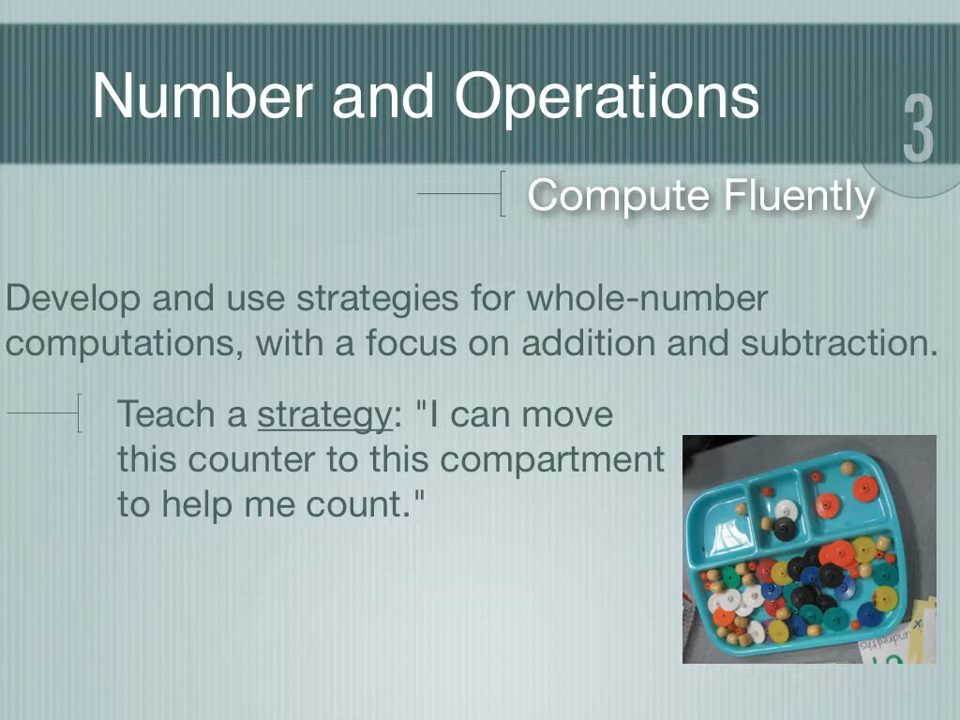 Number and Operations
3
Compute Fluently
Develop and use strategies for whole-number
computations, with a focus on addition and subtraction.
Teach a strategy: "I can move
this counter to this compartment
to help me count."